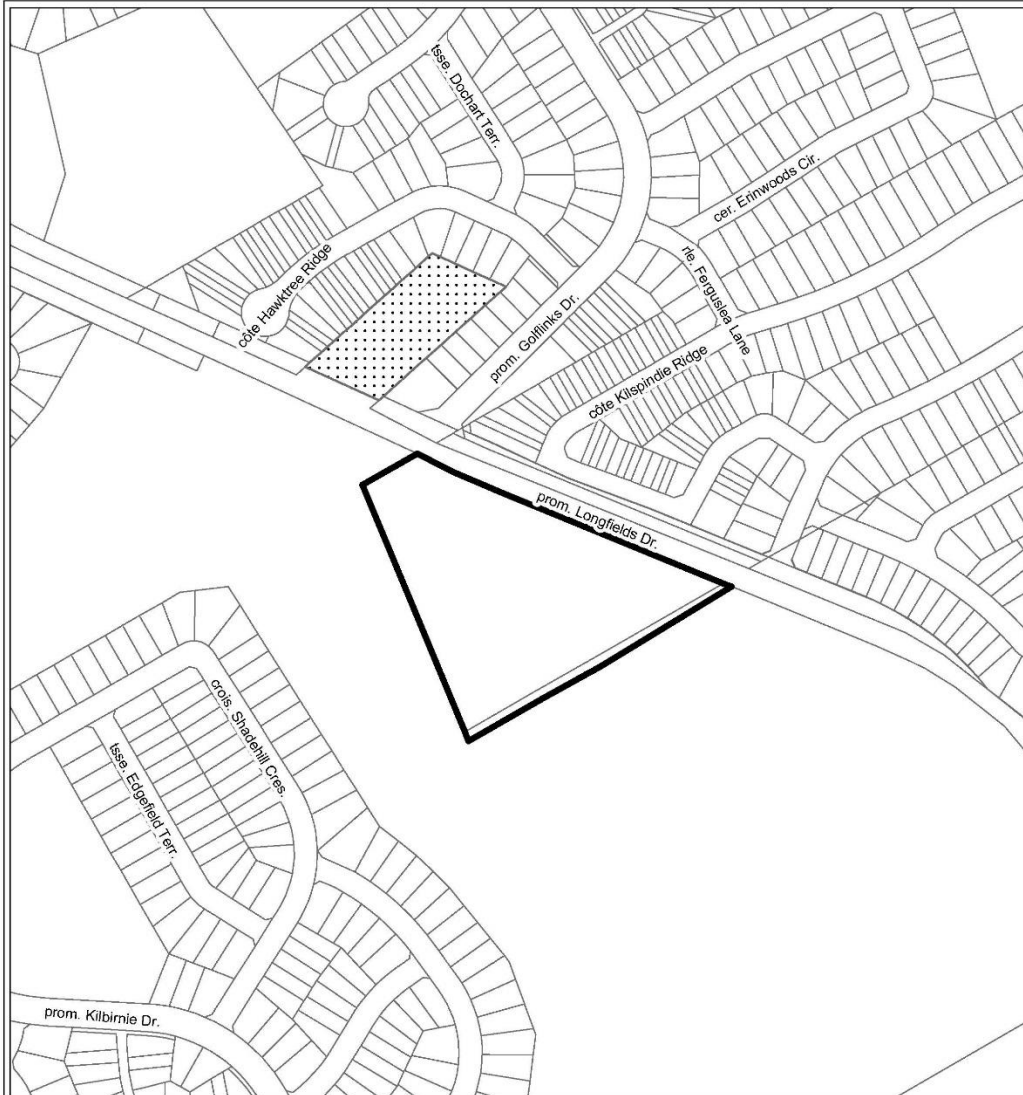 tsse. Dochart Terr.
cer. Erinwoods Cir.
côte Hawktree Ridge
rle. Fergуslea Lane
prom. Golflinks Dr.
côte Kilspindie Ridge
prom. Longfields Dr.
crois. Shadehill Cres.
tsse. Edgefield Terr.
prom. Kilbirnie Dr.